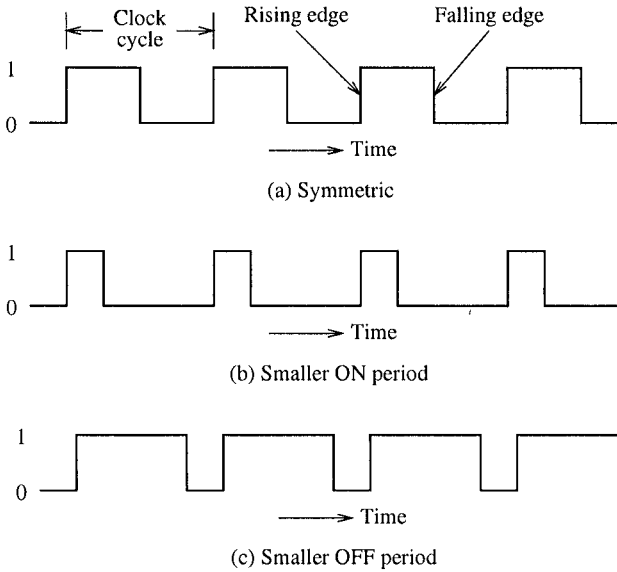 Clock
cycle
Rising edge
Falling edge
1
0
Time
(a) Symmetric
1
0
Time
(b) Smaller ON period
1
0
Time
(c) Smaller OFF period